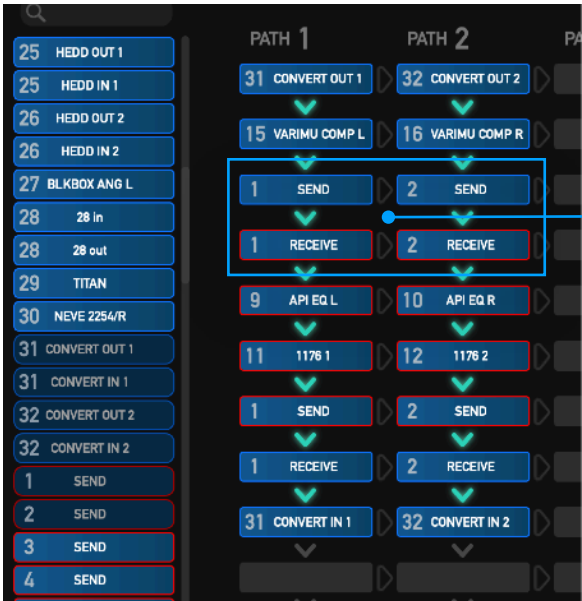 PATH 1
PATH 2
PA
25 HEDD OUT 1
25 HEDD IN 1
26 HEDD OUT 2
26 HEDD IN 2
27 BLKBOX ANG L
28 28 in
28 28 out
29 TITAN
30 NEVE 2254/R
31 CONVERT OUT 1
31 CONVERT IN 1
32 CONVERT OUT 2
32 CONVERT IN 2
1 SEND
2 SEND
3 SEND
4 SEND
31 CONVERT OUT 1
32 CONVERT OUT 2
15 VARIMU COMP L
16 VARIMU COMP R
1 SEND
2 SEND
1 RECEIVE
2 RECEIVE
9 API EQ L
10 API EQ R
11 1176 1
12 1176 2
1 SEND
2 SEND
1 RECEIVE
2 RECEIVE
31 CONVERT IN 1
32 CONVERT IN 2